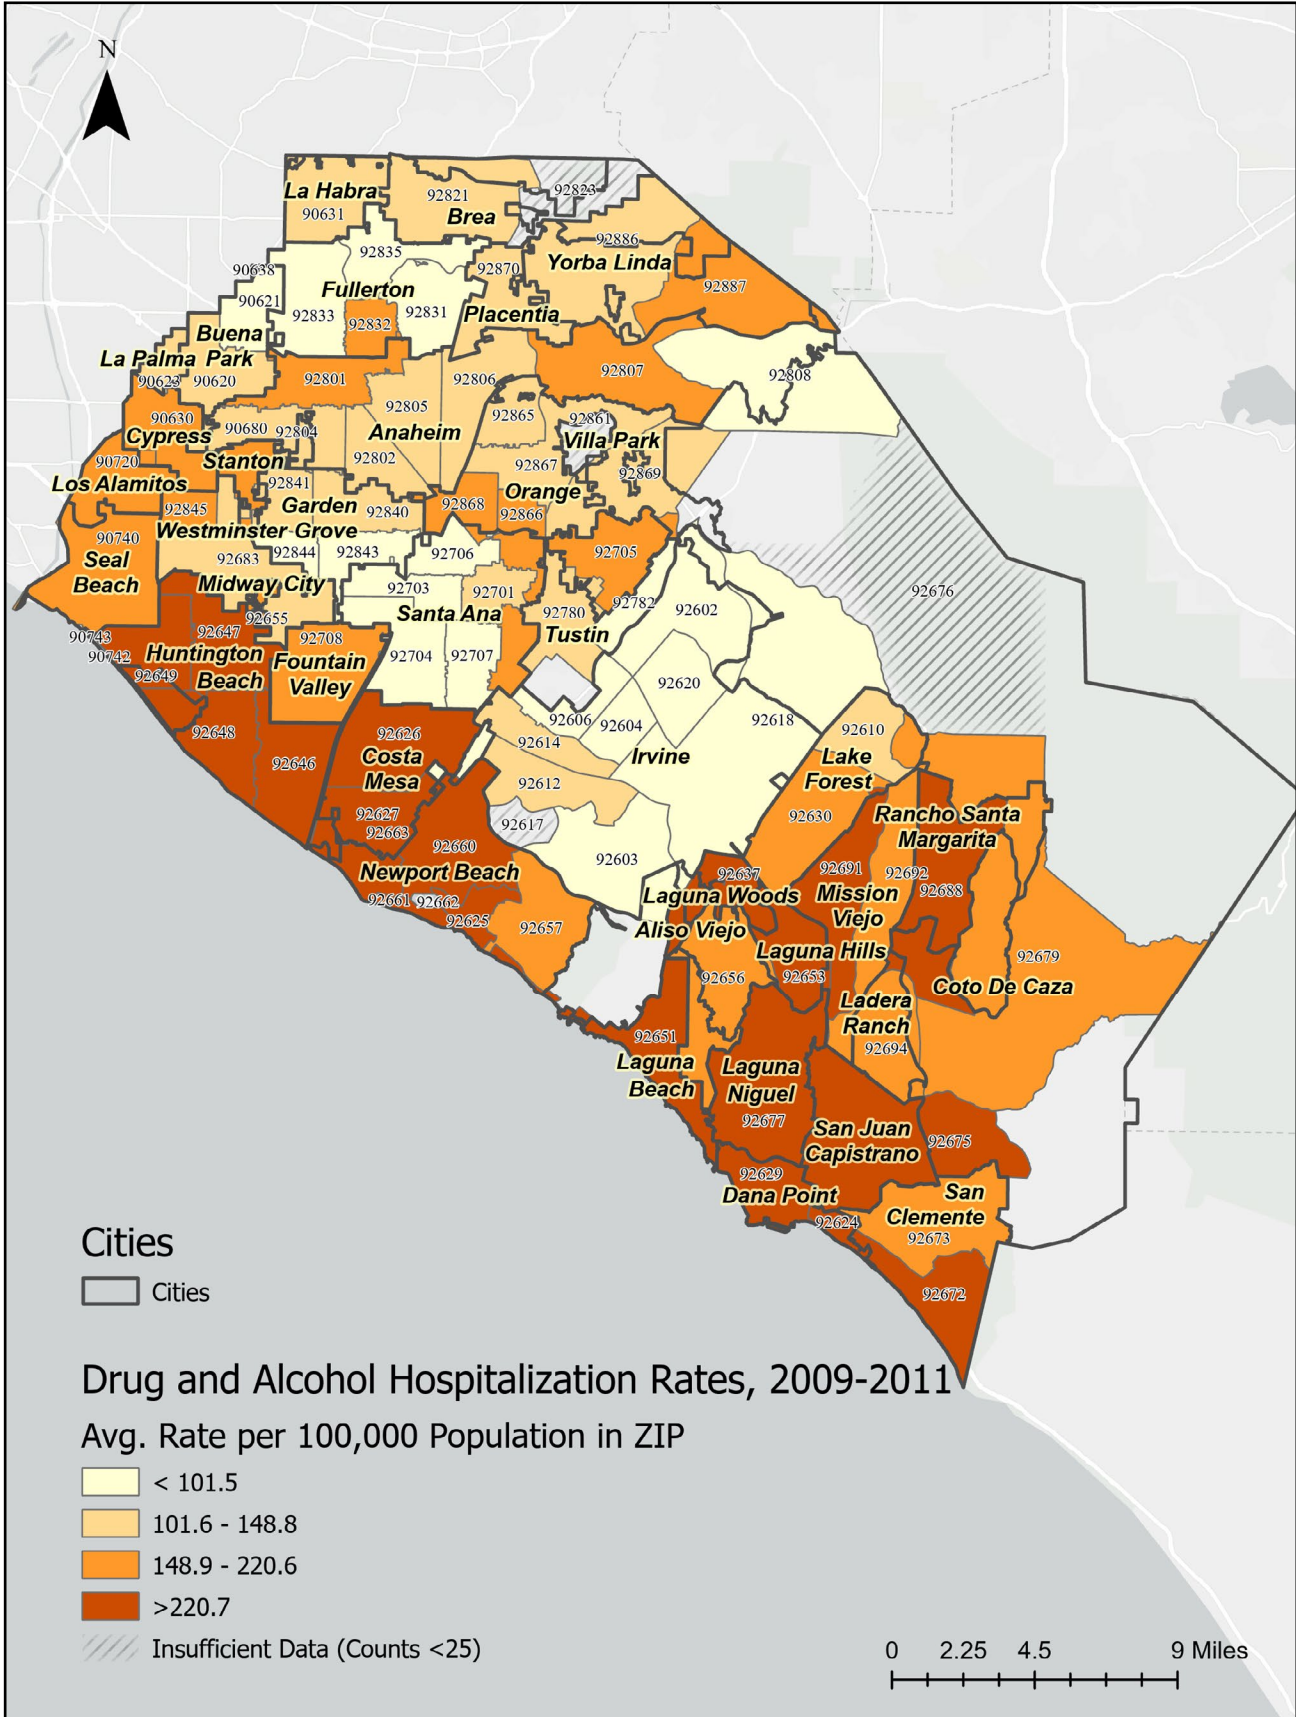 N
La Habra
90631
92821
Brea
92823
92835
90638
90621
Fullerton
92833
92832
92831
92870
92886
Yorba Linda
92887
Placentia
Buena
La Palma Park
90623
90620
92801
92806
92807
92808
92805
92865
92861
Villa Park
90630
Cypress
90680
92804
Anaheim
92802
92867
92869
Stanton
90720
Los Alamitos
92841
Garden
92840
Orange
92868
92866
92845
Westminster
Grove
90740
Seal
Beach
92683
92844
92843
92706
92705
Midway City
92703
92701
92782
92602
92676
Santa Ana
92780
Tustin
92655
90743
90742
92647
Huntington
Beach
92649
92708
Fountain
Valley
92704
92707
92620
92648
92646
92626
Costa
Mesa
92606
92604
92618
92614
Irvine
92612
92610
Lake
Forest
92627
92663
92617
92630
Rancho Santa
Margarita
92660
Newport Beach
92603
92637
Laguna Woods
92691
92692
92688
Mission
Viejo
92661
92662
92625
92657
Aliso Viejo
Laguna Hills
92653
92656
92679
Coto De Caza
Ladera
Ranch
92694
92651
Laguna
Beach
Laguna
Niguel
92677
San Juan
Capistrano
92675
92629
Dana Point
92624
San
Clemente
92673
92672
Cities
Cities
Drug and Alcohol Hospitalization Rates, 2009-2011
Avg. Rate per 100,000 Population in ZIP
< 101.5
101.6 - 148.8
148.9 - 220.6
>220.7
Insufficient Data (Counts <25)
0 2.25 4.5 9 Miles